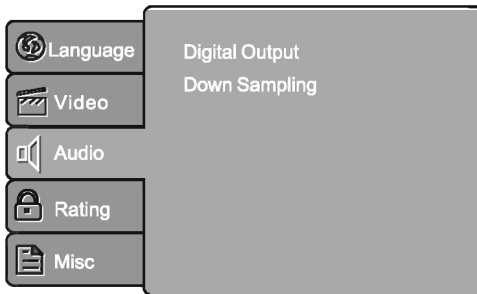 Language
Video
Audio
Rating
Misc
Digital Output
Down Sampling